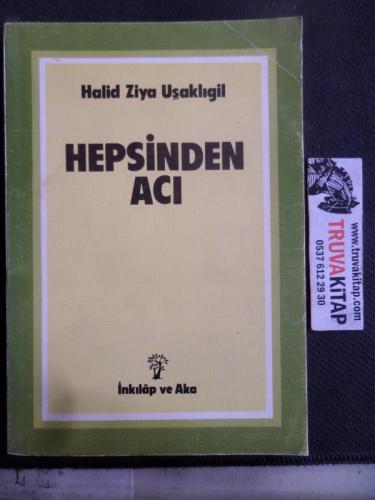 Halid Ziya Uşaklıgil
HEPSİNDEN
ACI
İnkılâp ve Aka
TRUVAKİTAP
www.truvakitap.com
0537 612 29 30